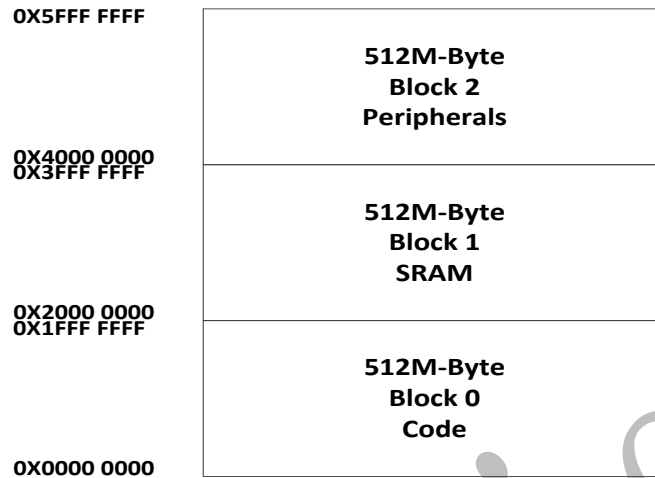 0X5FFF FFFF
512M-Byte
Block 2
Peripherals
0X4000 0000
0X3FFF FFFF
512M-Byte
Block 1
SRAM
0X2000 0000
0X1FFF FFFF
512M-Byte
Block 0
Code
0X0000 0000